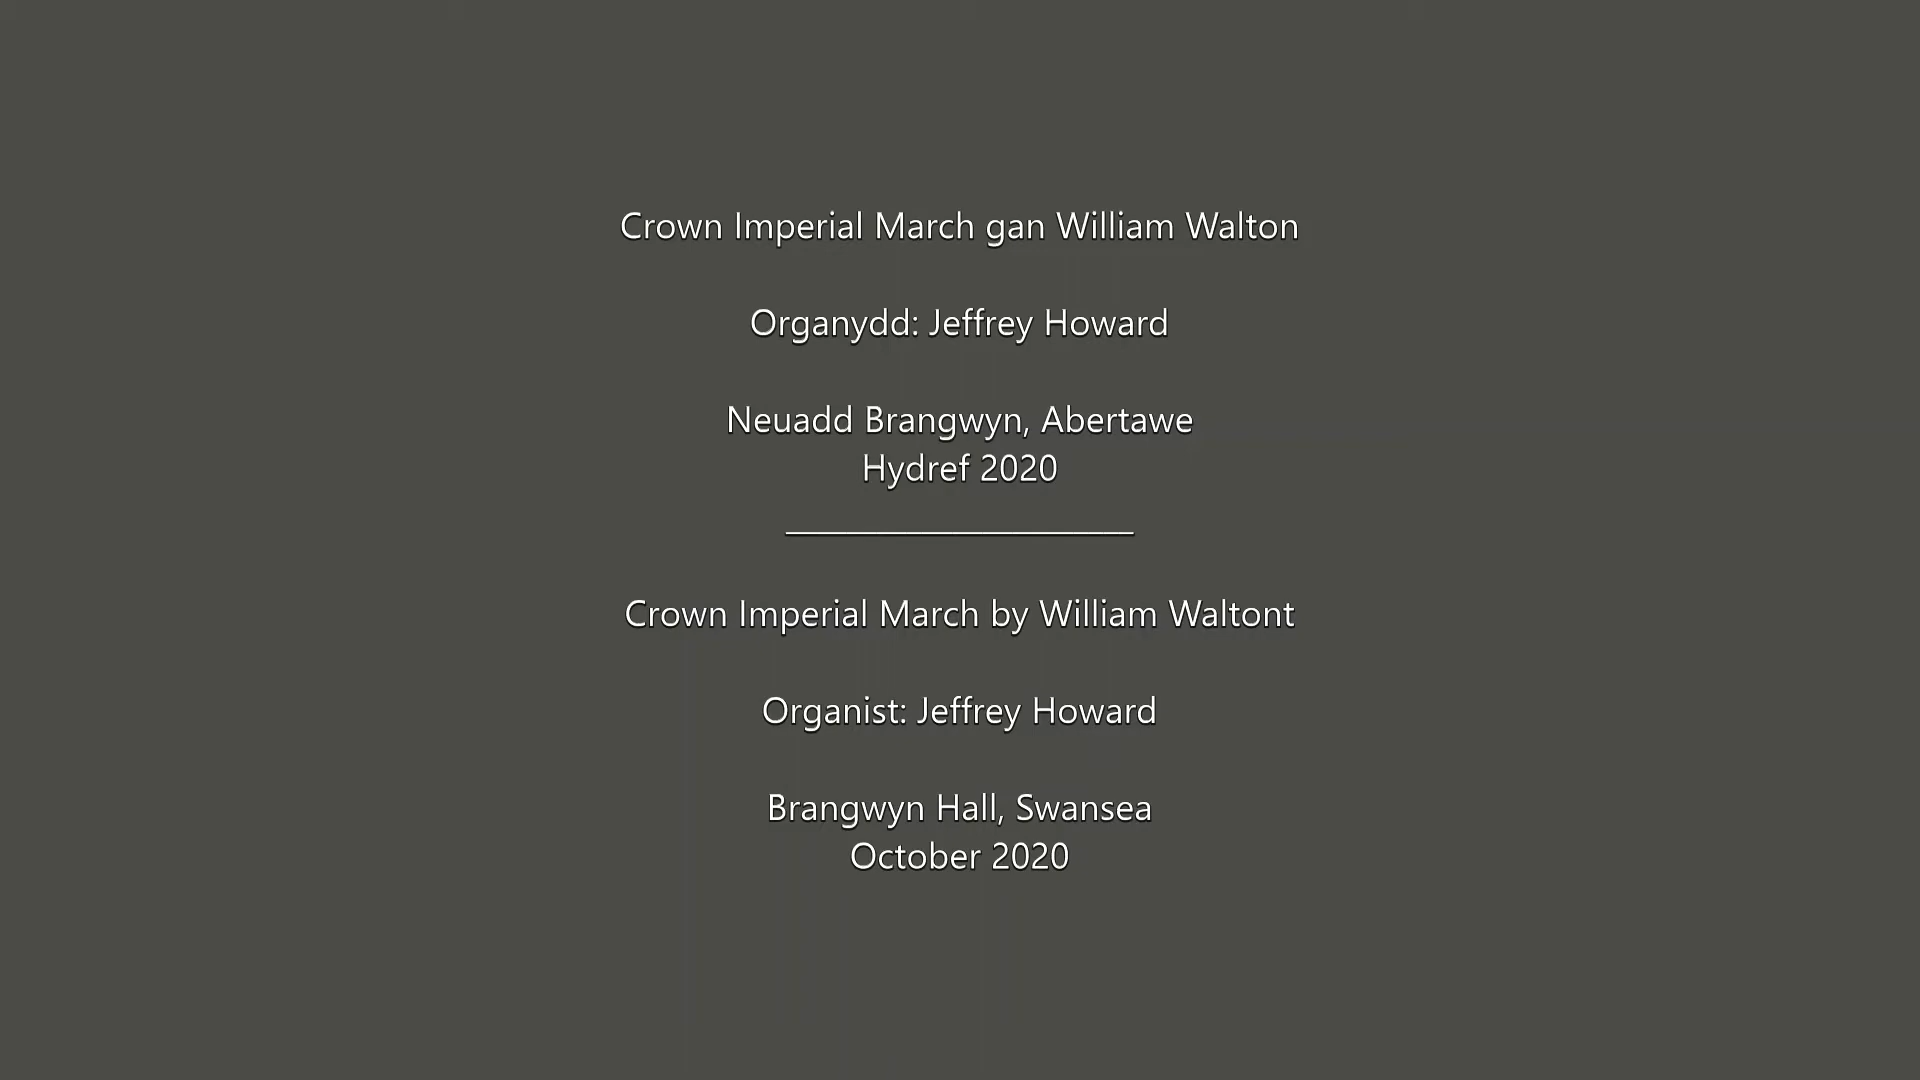 Crown Imperial March gan William Walton
Organydd: Jeffrey Howard
Neuadd Brangwyn, Abertawe
Hydref 2020
Crown Imperial March by William Waltont
Organist: Jeffrey Howard
Brangwyn Hall, Swansea
October 2020